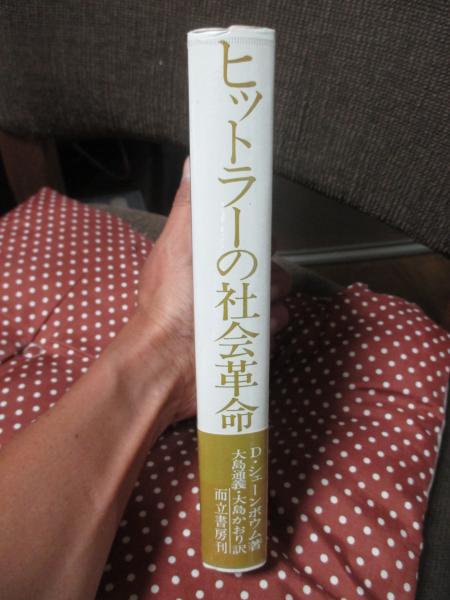 ヒットラーの社会革命
D・シェーンボウム著
大島通義・大島かおり訳
而立書房刊